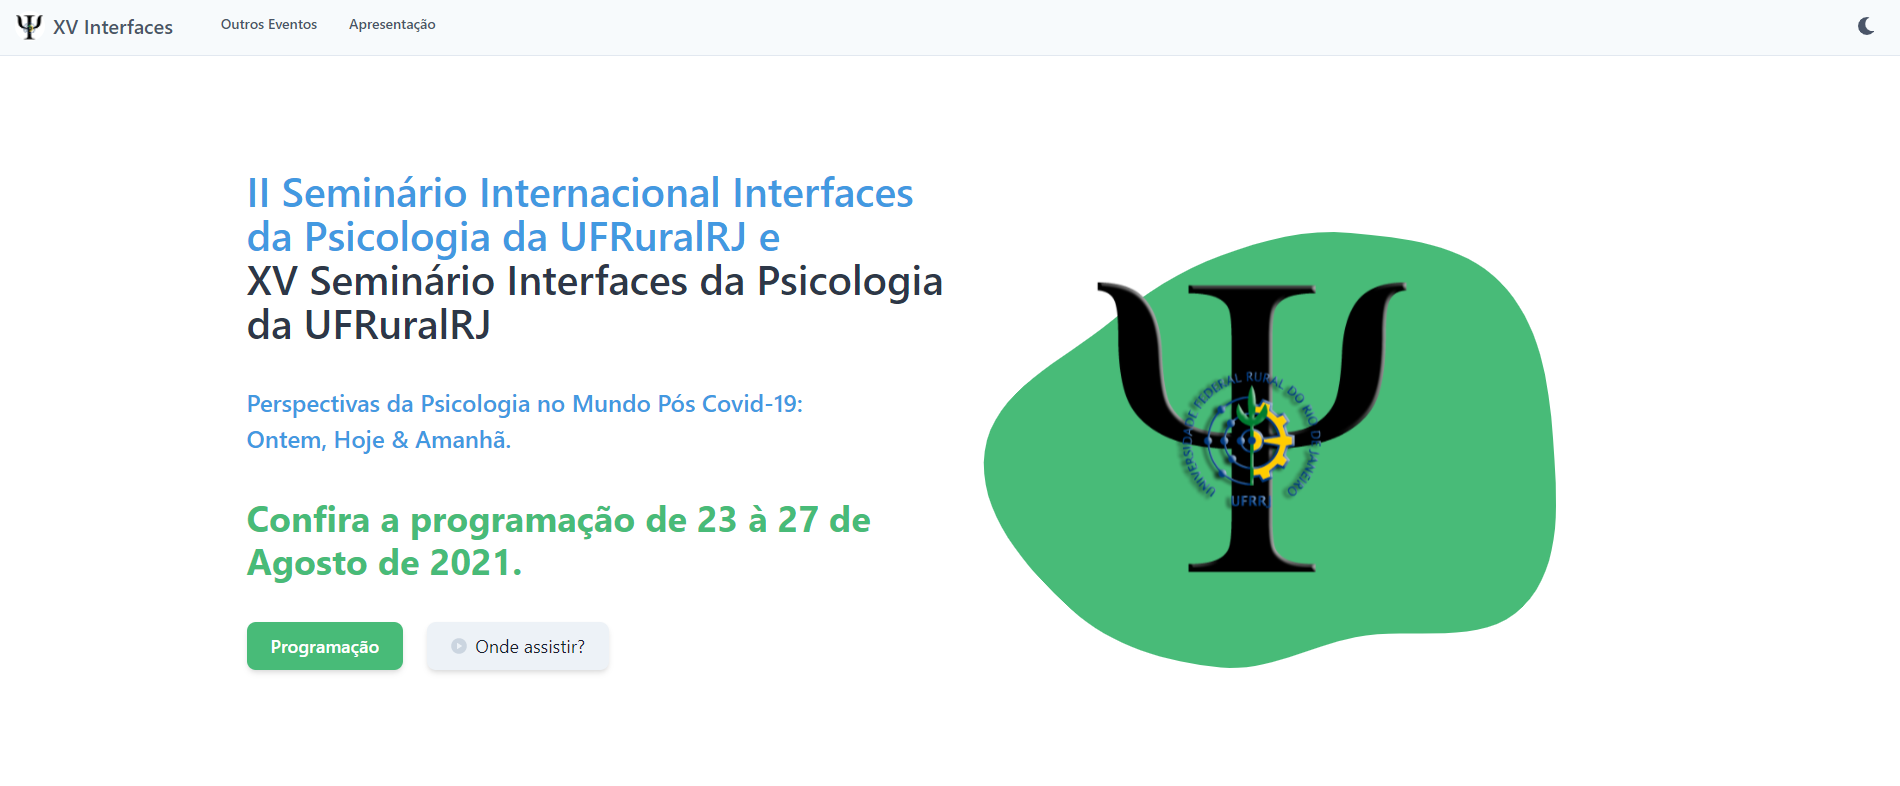 XV Interfaces
Outros Eventos
Apresentação
II Seminário Internacional Interfaces
da Psicologia da UFRuralRJ e
XV Seminário Interfaces da Psicologia
da UFRuralRJ
Perspectivas da Psicologia no Mundo Pós Covid-19:
Ontem, Hoje & Amanhã.
Confira a programação de 23 à 27 de
Agosto de 2021.
Programação
Onde assistir?
UNIVERSIDADE FEDERAL RURAL DO RIO DE JANEIRO
UFRRJ